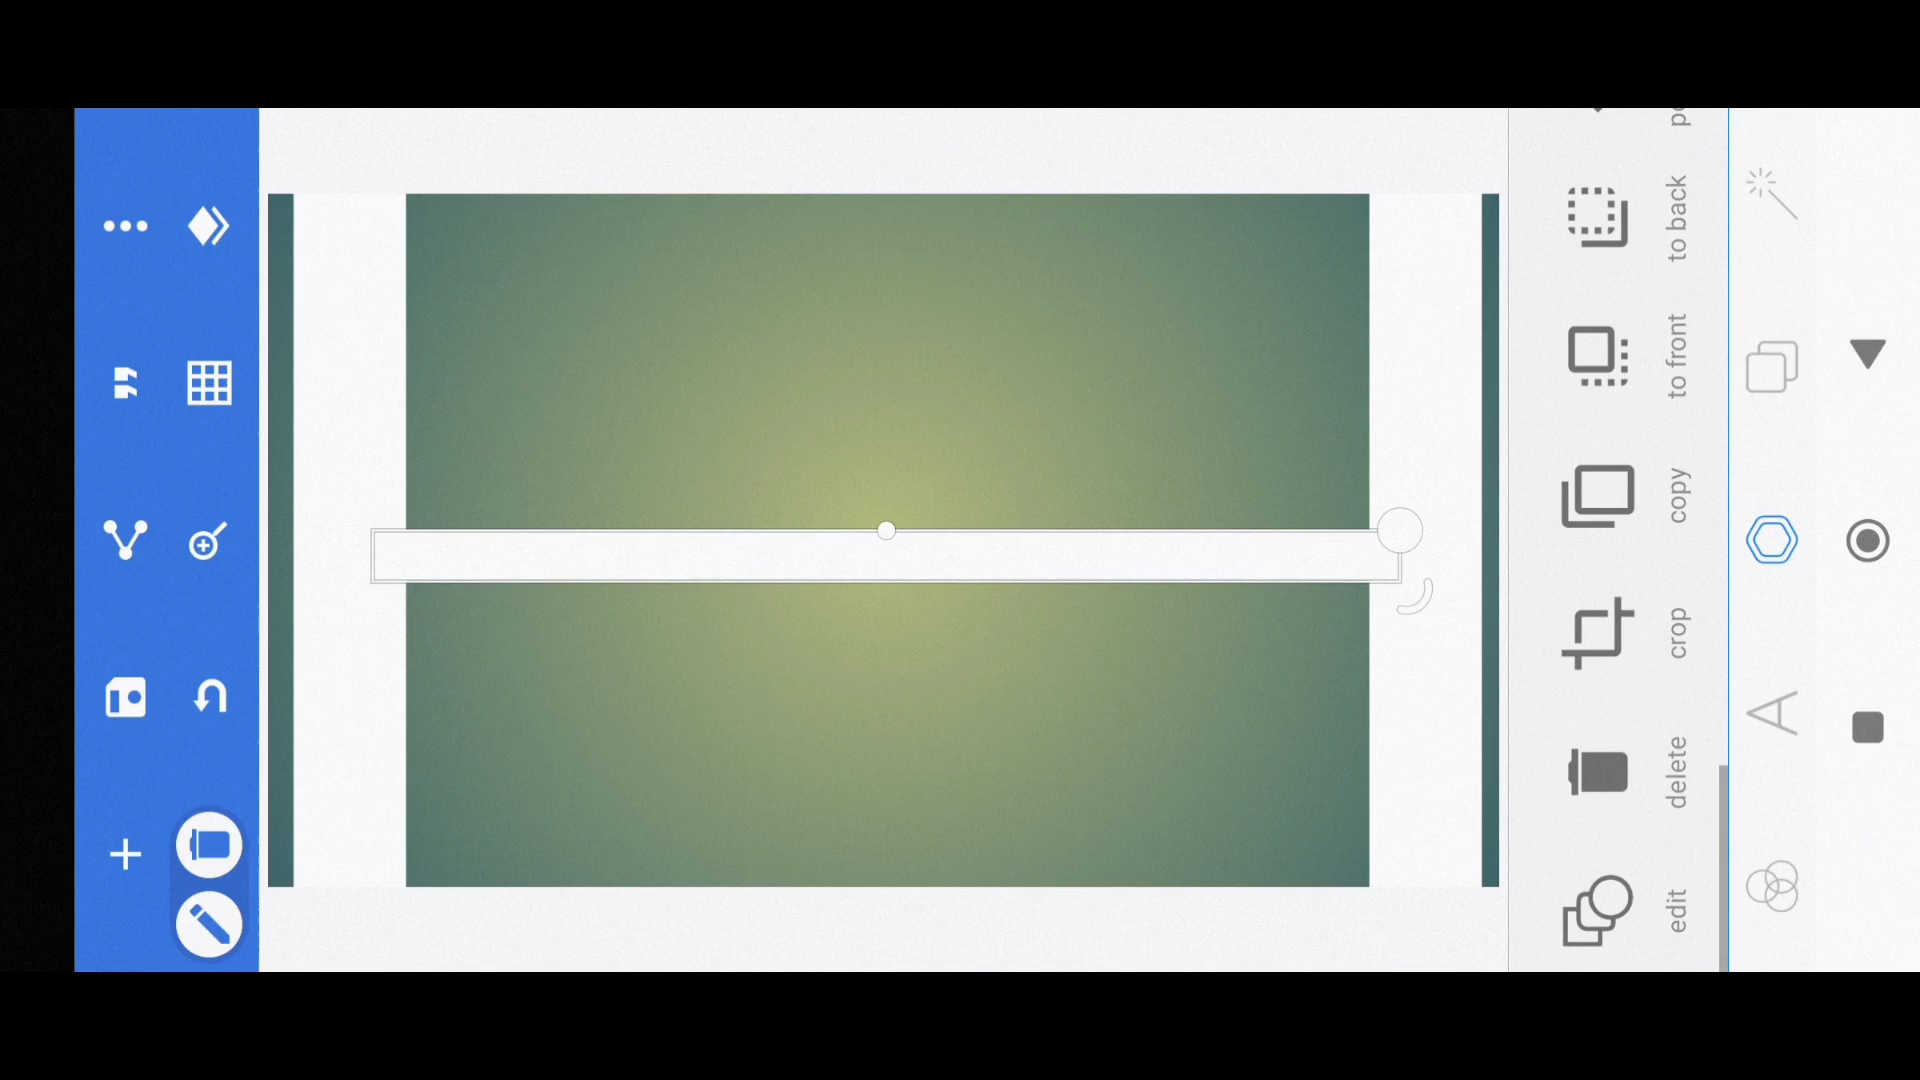 edit
delete
crop
copy
to front
to back